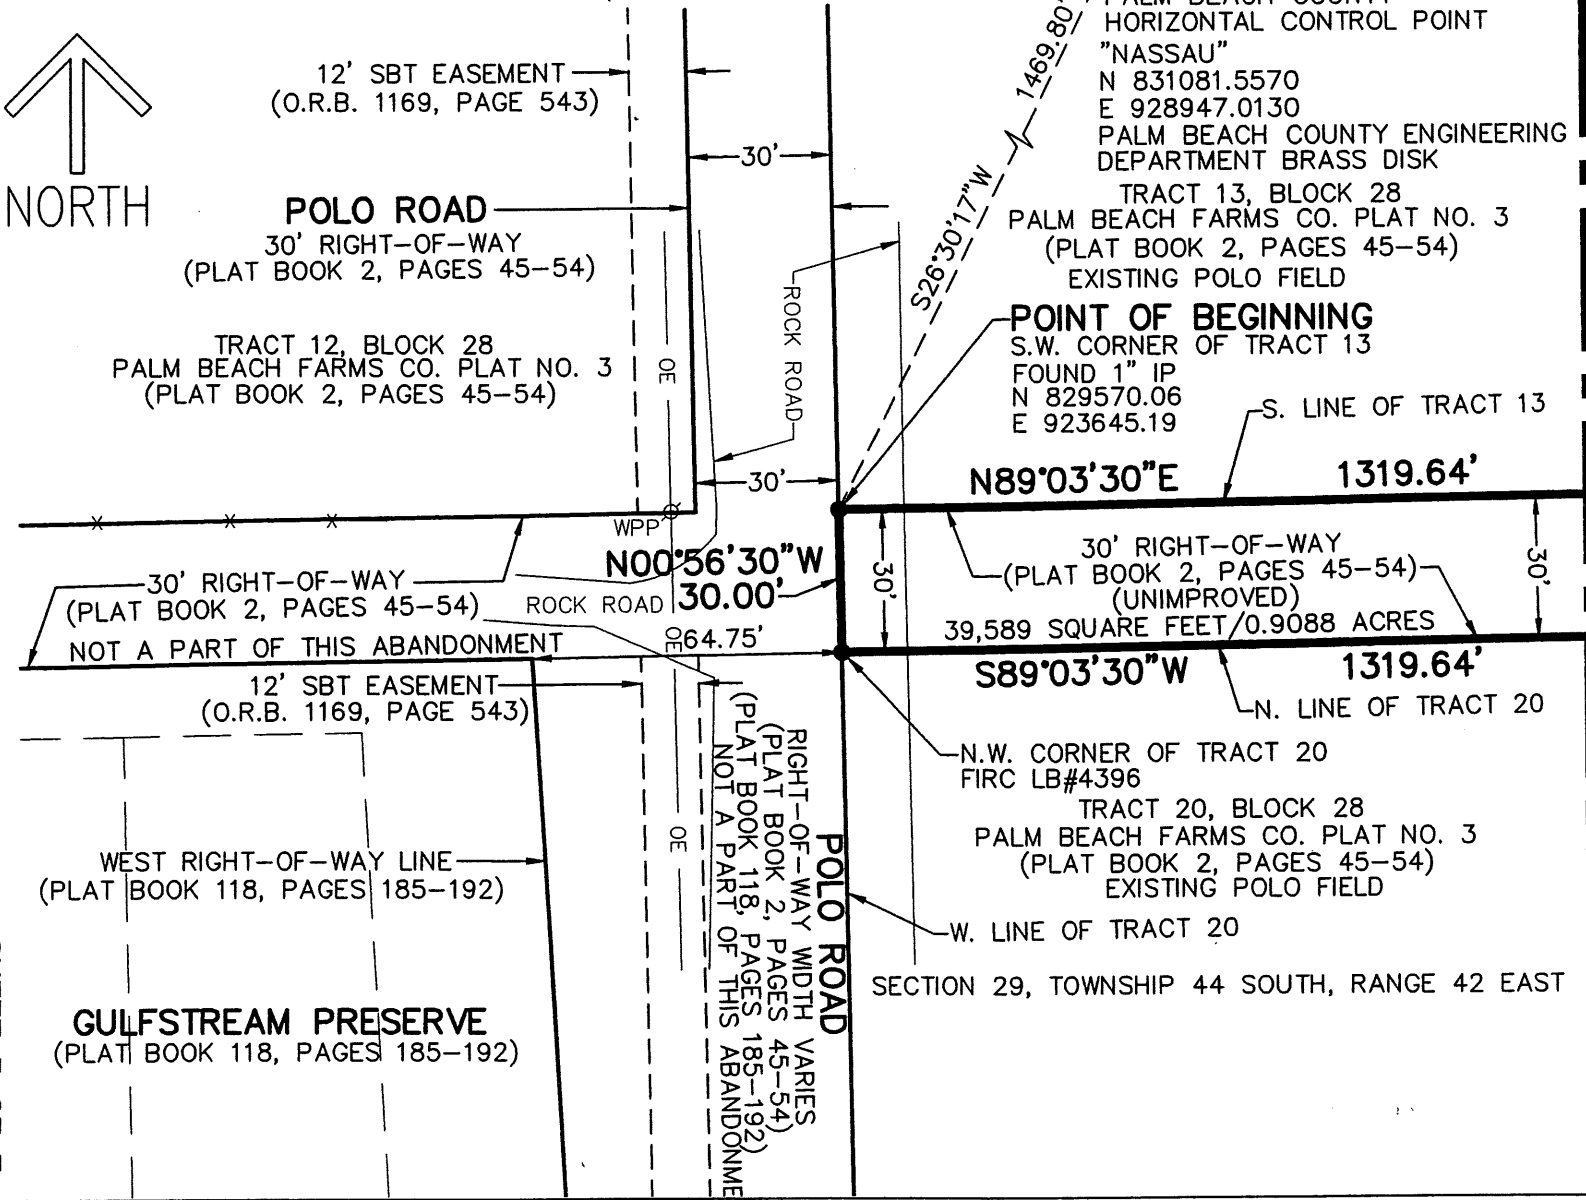 NORTH
12' SBT EASEMENT
(O.R.B. 1169, PAGE 543)
POLO ROAD
30' RIGHT-OF-WAY
(PLAT BOOK 2, PAGES 45-54)
TRACT 12, BLOCK 28
PALM BEACH FARMS CO. PLAT NO. 3
(PLAT BOOK 2, PAGES 45-54)
30'
OE
ROCK ROAD
30'
S26°30'17"W
1469.80'
PALM BEACH COUNTY
HORIZONTAL CONTROL POINT
"NASSAU"
N 831081.5570
E 928947.0130
PALM BEACH COUNTY ENGINEERING
DEPARTMENT BRASS DISK
TRACT 13, BLOCK 28
PALM BEACH FARMS CO. PLAT NO. 3
(PLAT BOOK 2, PAGES 45-54)
EXISTING POLO FIELD
POINT OF BEGINNING
S.W. CORNER OF TRACT 13
FOUND 1" IP
N 829570.06
E 923645.19
S. LINE OF TRACT 13
N89°03'30"E 1319.64'
WPP
N00°56'30"W
30.00'
30'
30' RIGHT-OF-WAY
(PLAT BOOK 2, PAGES 45-54)
(UNIMPROVED)
39,589 SQUARE FEET/0.9088 ACRES
30'
S89°03'30"W 1319.64'
N. LINE OF TRACT 20
30' RIGHT-OF-WAY
(PLAT BOOK 2, PAGES 45-54)
NOT A PART OF THIS ABANDONMENT
ROCK ROAD
OE
64.75'
12' SBT EASEMENT
(O.R.B. 1169, PAGE 543)
N.W. CORNER OF TRACT 20
FIRC LB#4396
TRACT 20, BLOCK 28
PALM BEACH FARMS CO. PLAT NO. 3
(PLAT BOOK 2, PAGES 45-54)
EXISTING POLO FIELD
W. LINE OF TRACT 20
SECTION 29, TOWNSHIP 44 SOUTH, RANGE 42 EAST
OE
POLO ROAD
RIGHT-OF-WAY WIDTH VARIES
(PLAT BOOK 2, PAGES 45-54)
(PLAT BOOK 118, PAGES 185-192)
NOT A PART OF THIS ABANDONME
WEST RIGHT-OF-WAY LINE
(PLAT BOOK 118, PAGES 185-192)
GULFSTREAM PRESERVE
(PLAT BOOK 118, PAGES 185-192)